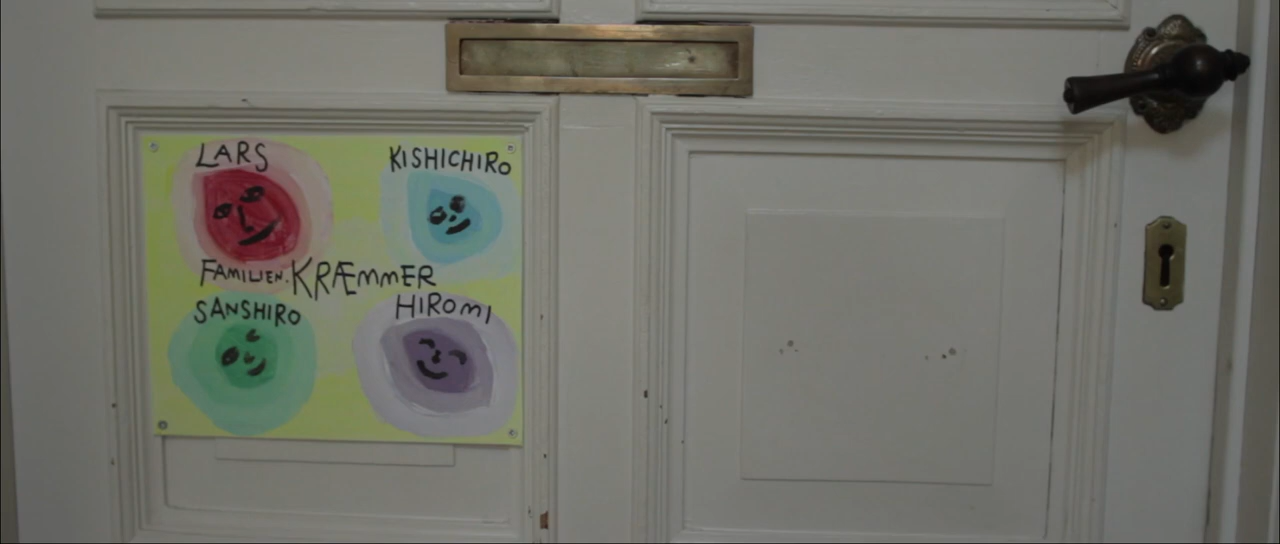 LARS
KISHICHIRO
FAMILIEN. KRÆMMER
SANSHIRO
HIROMI